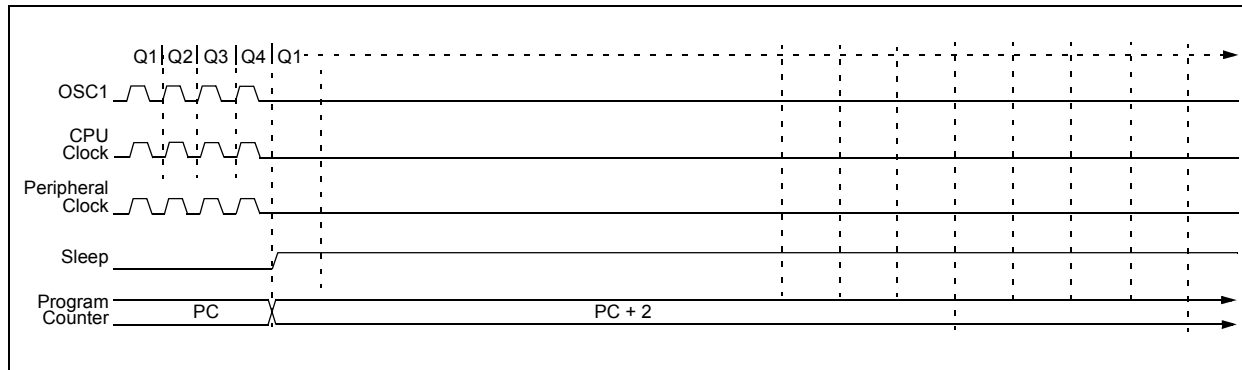 Q1 Q2 Q3 Q4 Q1
OSC1
CPU
Clock
Peripheral
Clock
Sleep
Program
Counter
PC
PC + 2